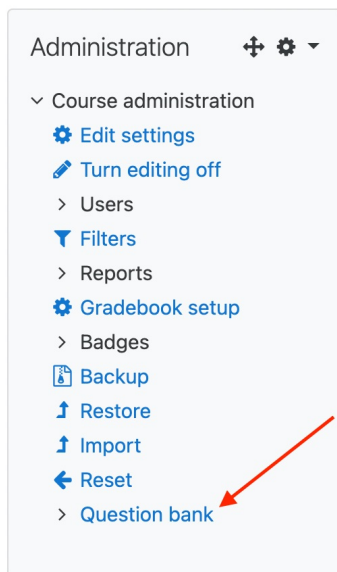 Administration
Course administration
Edit settings
Turn editing off
Users
Filters
Reports
Gradebook setup
Badges
Backup
Restore
Import
Reset
Question bank